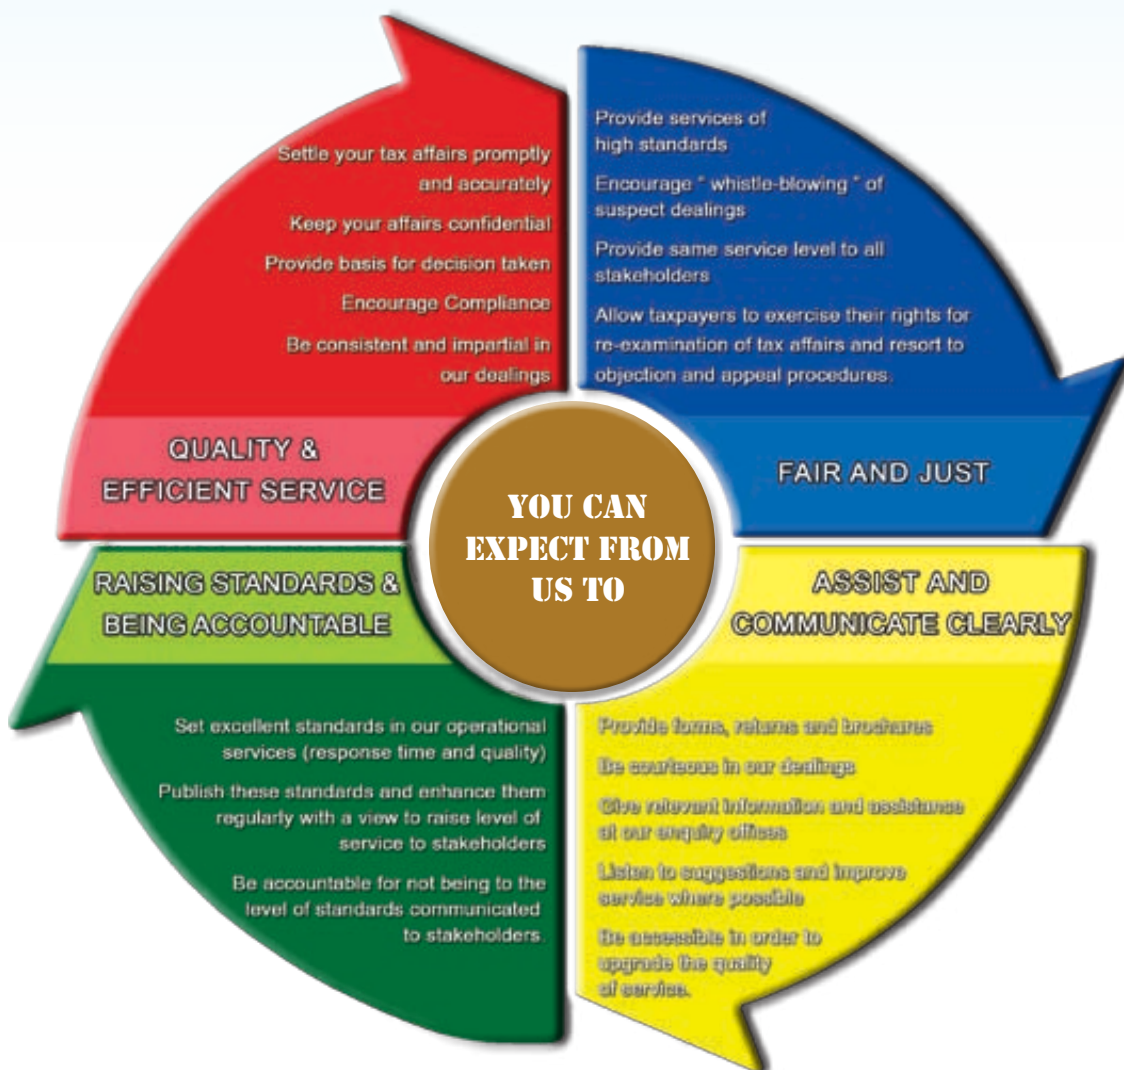 Settle your tax affairs promptly
and accurately
Keep your affairs confidential
Provide basis for decision taken
Encourage Compliance
Be consistent and impartial in
our dealings
QUALITY &
EFFICIENT SERVICE
Provide services of
high standards
Encourage " whistle-blowing " of
suspect dealings
Provide same service level to all
stakeholders
Allow taxpayers to exercise their rights for
re-examination of tax affairs and resort to
objection and appeal procedures.
FAIR AND JUST
YOU CAN
EXPECT FROM
US TO
RAISING STANDARDS &
BEING ACCOUNTABLE
Set excellent standards in our operational
services (response time and quality)
Publish these standards and enhance them
regularly with a view to raise level of
service to stakeholders
Be accountable for not being to the
level of standards communicated
to stakeholders.
ASSIST AND
COMMUNICATE CLEARLY
Provide forms, returns and brochures
Be courteous in our dealings
Give relevant information and assistance
at our enquiry offices
Listen to suggestions and improve
service where possible
Be accessible in order to
upgrade the quality
of service.